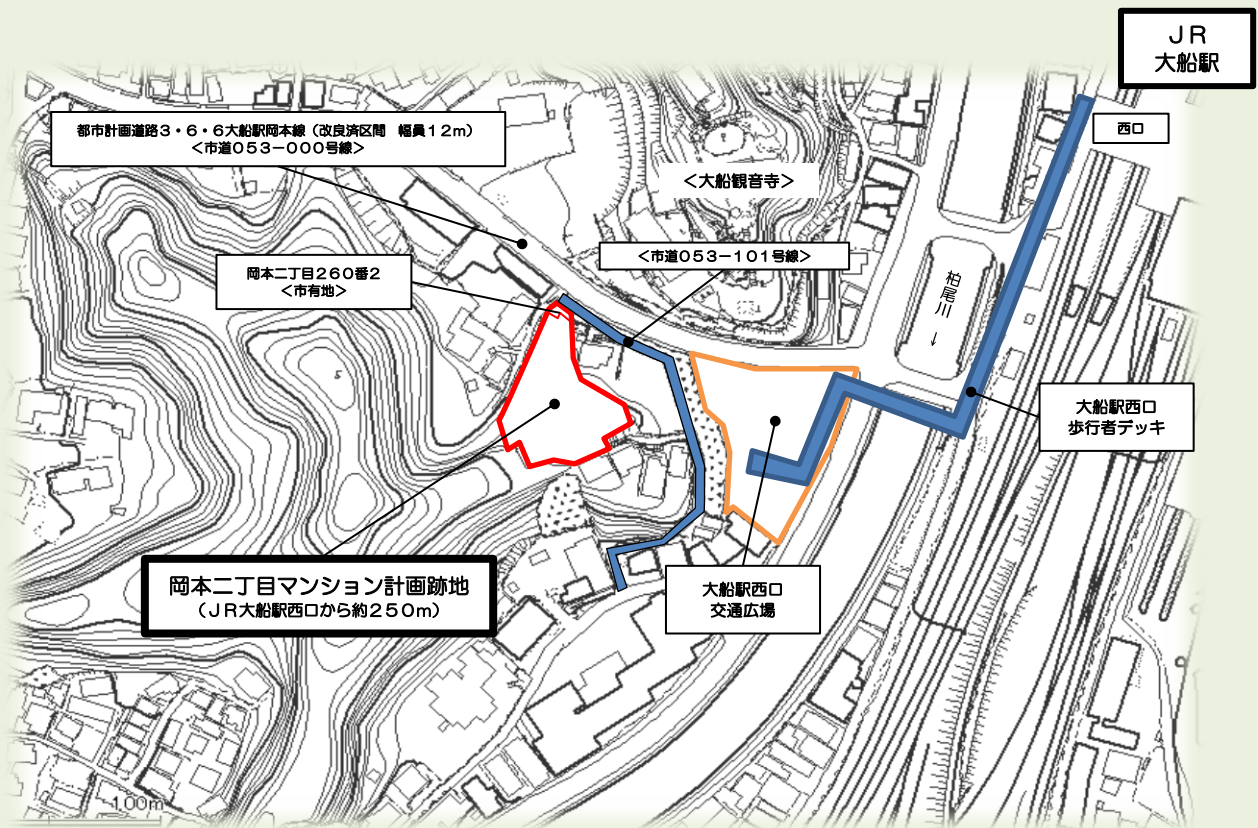 JR
大船駅
西口
都市計画道路3・6・6大船駅岡本線（改良済区間　幅員12m）
＜市道053－000号線＞
＜大船観音寺＞
＜市道053－101号線＞
岡本二丁目260番2
＜市有地＞
柏尾川
↓
大船駅西口
歩行者デッキ
岡本二丁目マンション計画跡地
（JR大船駅西口から約250m）
大船駅西口
交通広場
100m